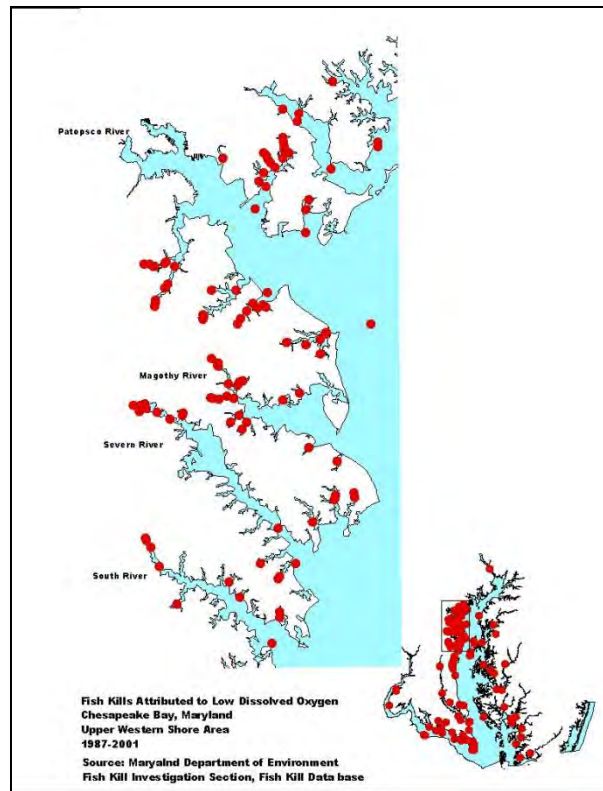 Patopsco River
Magothy River
Severn River
South River
Fish Kills Attributed to Low Dissolved Oxygen
Chesapeake Bay, Maryland
Upper Western Shore Area
1987-2001
Source: Maryalnd Department of Environment
Fish Kill Investigation Section, Fish Kill Data base